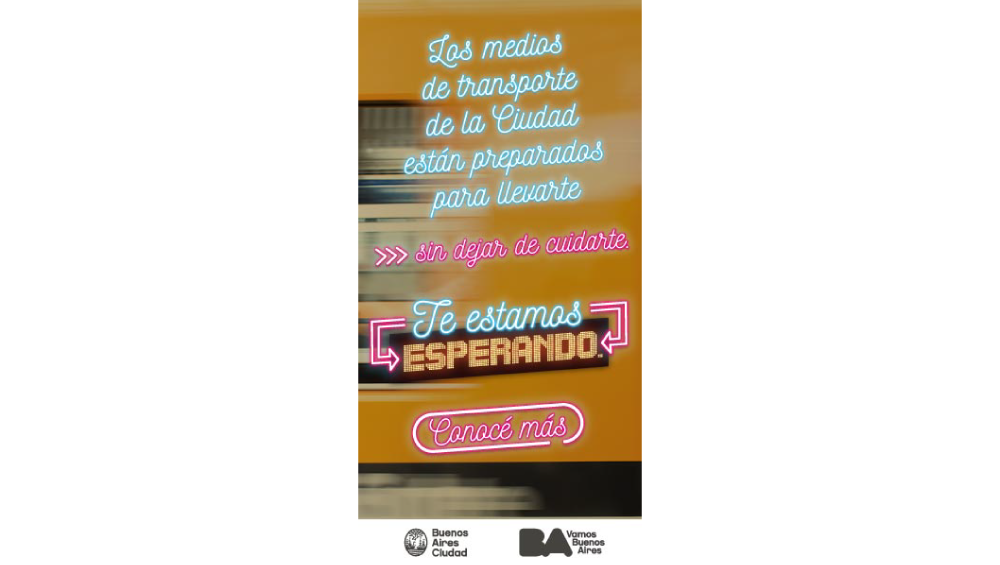 Los medios
de transporte
de la Ciudad
están preparados
para llevarte
>>> sin dejar de cuidarte.
Te estamos
ESPERANDO
Conocé más
Buenos
Aires
Ciudad
BA
Vamos
Buenos
Aires